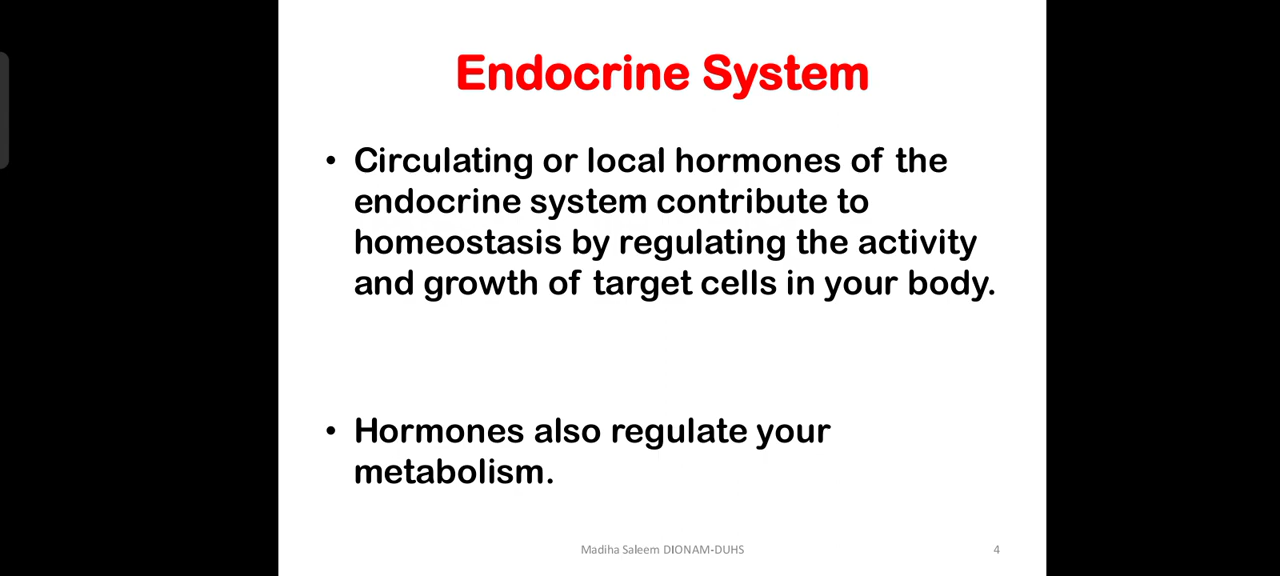 Endocrine System
• Circulating or local hormones of the
endocrine system contribute to
homeostasis by regulating the activity
and growth of target cells in your body.
• Hormones also regulate your
metabolism.
Madiha Saleem DIONAM-DUHS 4